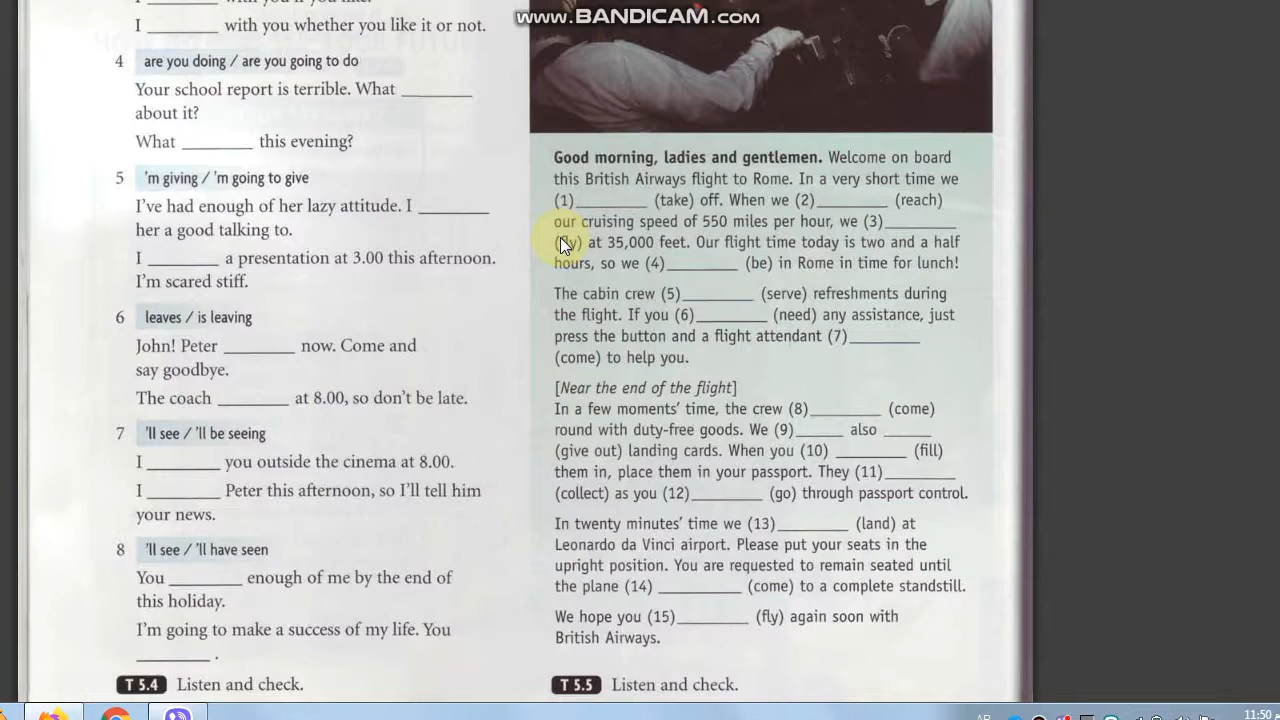 www.BANDICAM.com
I ________ with you if you like.
I ________ with you whether you like it or not.
4 are you doing / are you going to do
Your school report is terrible. What ________
about it?
What ________ this evening?
5 'm giving / 'm going to give
I've had enough of her lazy attitude. I ________
her a good talking to.
I ________ a presentation at 3.00 this afternoon.
I'm scared stiff.
6 leaves / is leaving
John! Peter ________ now. Come and
say goodbye.
The coach ________ at 8.00, so don't be late.
7 'll see / 'll be seeing
I ________ you outside the cinema at 8.00.
I ________ Peter this afternoon, so I'll tell him
your news.
8 'll see / 'll have seen
You ________ enough of me by the end of
this holiday.
I'm going to make a success of my life. You
________ .
T 5.4 Listen and check.
Good morning, ladies and gentlemen. Welcome on board
this British Airways flight to Rome. In a very short time we
(1)________ (take) off. When we (2)________ (reach)
our cruising speed of 550 miles per hour, we (3)________
(fly) at 35,000 feet. Our flight time today is two and a half
hours, so we (4)________ (be) in Rome in time for lunch!
The cabin crew (5)________ (serve) refreshments during
the flight. If you (6)________ (need) any assistance, just
press the button and a flight attendant (7)________
(come) to help you.
[Near the end of the flight]
In a few moments' time, the crew (8)________ (come)
round with duty-free goods. We (9)_____ also _____
(give out) landing cards. When you (10) ________ (fill)
them in, place them in your passport. They (11)________
(collect) as you (12)________ (go) through passport control.
In twenty minutes' time we (13)________ (land) at
Leonardo da Vinci airport. Please put your seats in the
upright position. You are requested to remain seated until
the plane (14) ________ (come) to a complete standstill.
We hope you (15)________ (fly) again soon with
British Airways.
T 5.5 Listen and check.
AR
11:50